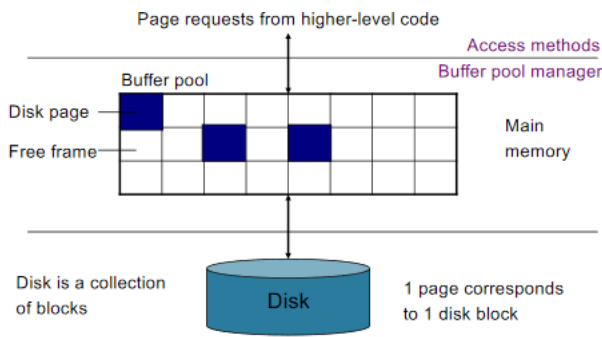 Page requests from higher-level code
Access methods
Buffer pool manager
Buffer pool
Disk page
Free frame
Main
memory
Disk is a collection
of blocks
Disk
1 page corresponds
to 1 disk block